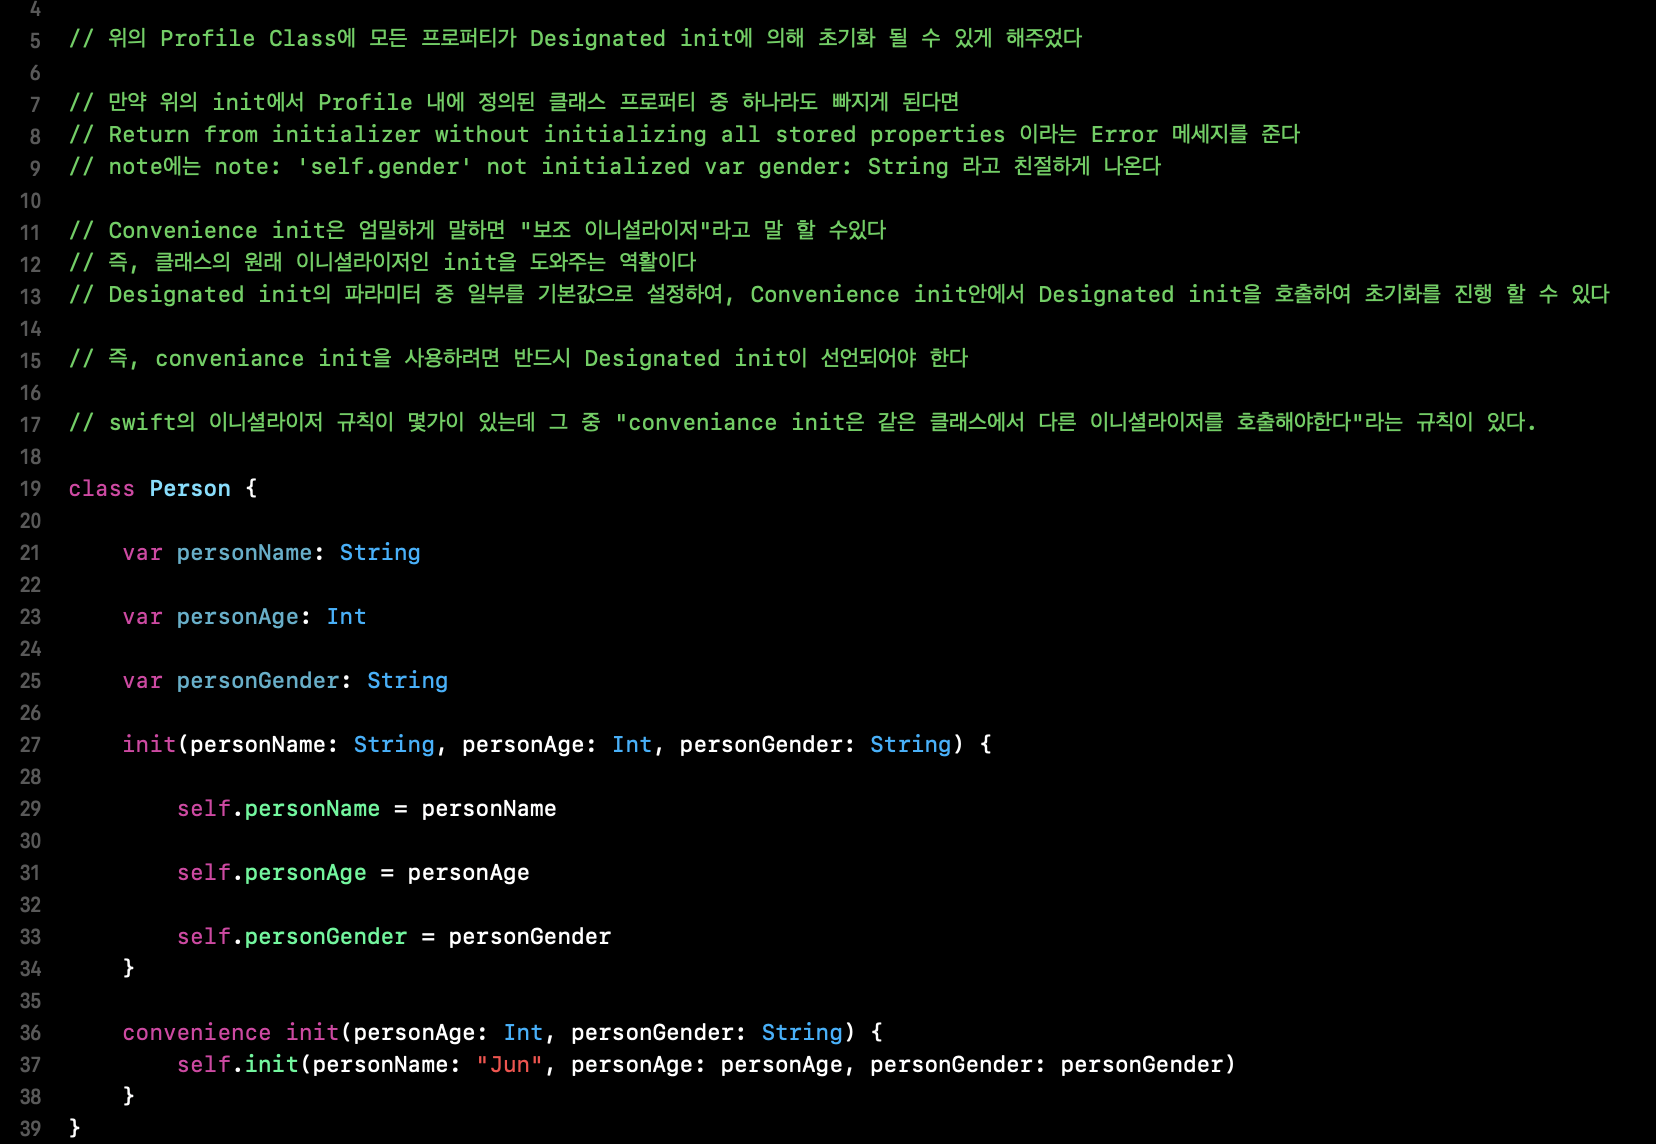 4
5 // 위의 Profile Class에 모든 프로퍼티가 Designated init에 의해 초기화 될 수 있게 해주었다
6
7 // 만약 위의 init에서 Profile 내에 정의된 클래스 프로퍼티 중 하나라도 빠지게 된다면
8 // Return from initializer without initializing all stored properties 이라는 Error 메세지를 준다
9 // note에는 note: 'self.gender' not initialized var gender: String 라고 친절하게 나온다
10
11 // Convenience init은 엄밀하게 말하면 "보조 이니셜라이저"라고 말 할 수있다
12 // 즉, 클래스의 원래 이니셜라이저인 init을 도와주는 역활이다
13 // Designated init의 파라미터 중 일부를 기본값으로 설정하여, Convenience init안에서 Designated init을 호출하여 초기화를 진행 할 수 있다
14
15 // 즉, conveniance init을 사용하려면 반드시 Designated init이 선언되어야 한다
16
17 // swift의 이니셜라이저 규칙이 몇가이 있는데 그 중 "conveniance init은 같은 클래스에서 다른 이니셜라이저를 호출해야한다"라는 규칙이 있다.
18
19 class Person {
20
21 var personName: String
22
23 var personAge: Int
24
25 var personGender: String
26
27 init(personName: String, personAge: Int, personGender: String) {
28
29 self.personName = personName
30
31 self.personAge = personAge
32
33 self.personGender = personGender
34 }
35
36 convenience init(personAge: Int, personGender: String) {
37 self.init(personName: "Jun", personAge: personAge, personGender: personGender)
38 }
39 }